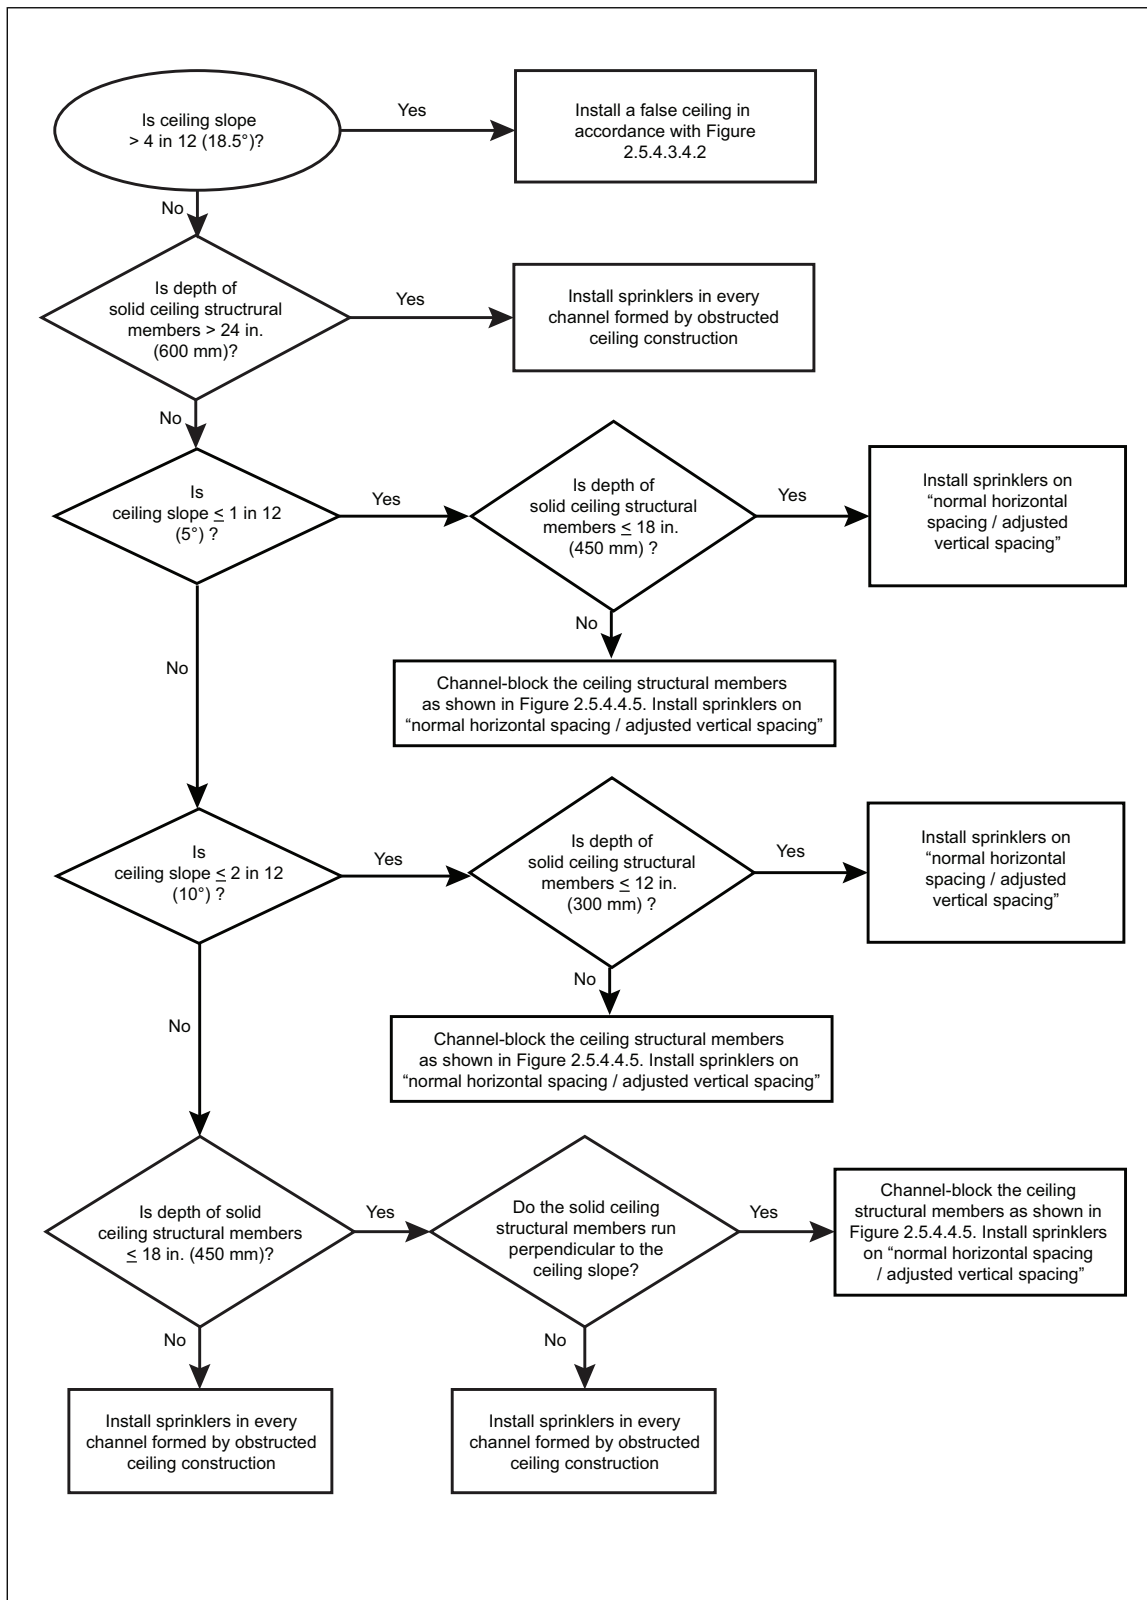 Is ceiling slope
> 4 in 12 (18.5°)?
Yes
Install a false ceiling in
accordance with Figure
2.5.4.3.4.2
No
Is depth of
solid ceiling structrural
members > 24 in.
(600 mm)?
Yes
Install sprinklers in every
channel formed by obstructed
ceiling construction
No
Is
ceiling slope ≤ 1 in 12
(5°) ?
Yes
Is depth of
solid ceiling structural
members ≤ 18 in.
(450 mm) ?
Yes
Install sprinklers on
“normal horizontal
spacing / adjusted
vertical spacing”
No
Channel-block the ceiling structural members
as shown in Figure 2.5.4.4.5. Install sprinklers on
“normal horizontal spacing / adjusted vertical spacing”
No
Is
ceiling slope ≤ 2 in 12
(10°) ?
Yes
Is depth of
solid ceiling structural
members ≤ 12 in.
(300 mm) ?
Yes
Install sprinklers on
“normal horizontal
spacing / adjusted
vertical spacing”
No
Channel-block the ceiling structural members
as shown in Figure 2.5.4.4.5. Install sprinklers on
“normal horizontal spacing / adjusted vertical spacing”
No
Is depth of solid
ceiling structural members
≤ 18 in. (450 mm)?
Yes
Do the solid ceiling
structural members run
perpendicular to the
ceiling slope?
Yes
Channel-block the ceiling
structural members as shown in
Figure 2.5.4.4.5. Install sprinklers
on “normal horizontal spacing
/ adjusted vertical spacing”
No
Install sprinklers in every
channel formed by obstructed
ceiling construction
No
Install sprinklers in every
channel formed by obstructed
ceiling construction